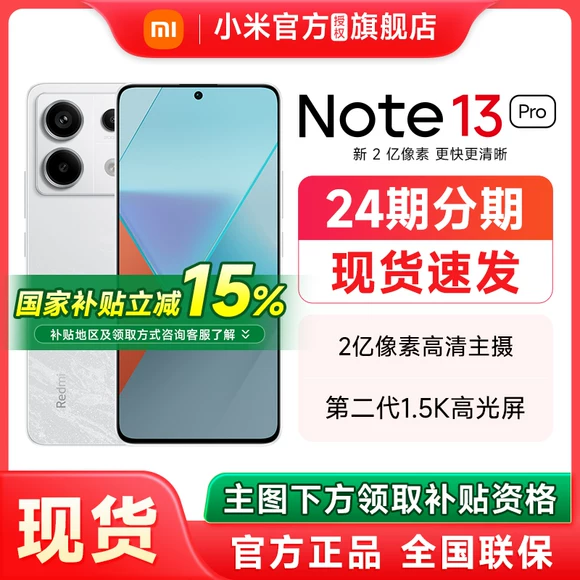 小米官方授权旗舰店
Note 13 Pro
新 2 亿像素 更快更清晰
24期分期
现货速发
国家补贴立减15%
补贴地区及领取方式咨询客服了解
2亿像素高清主摄
第二代1.5K高光屏
Redmi
主图下方领取补贴资格
现货
官方正品 全国联保